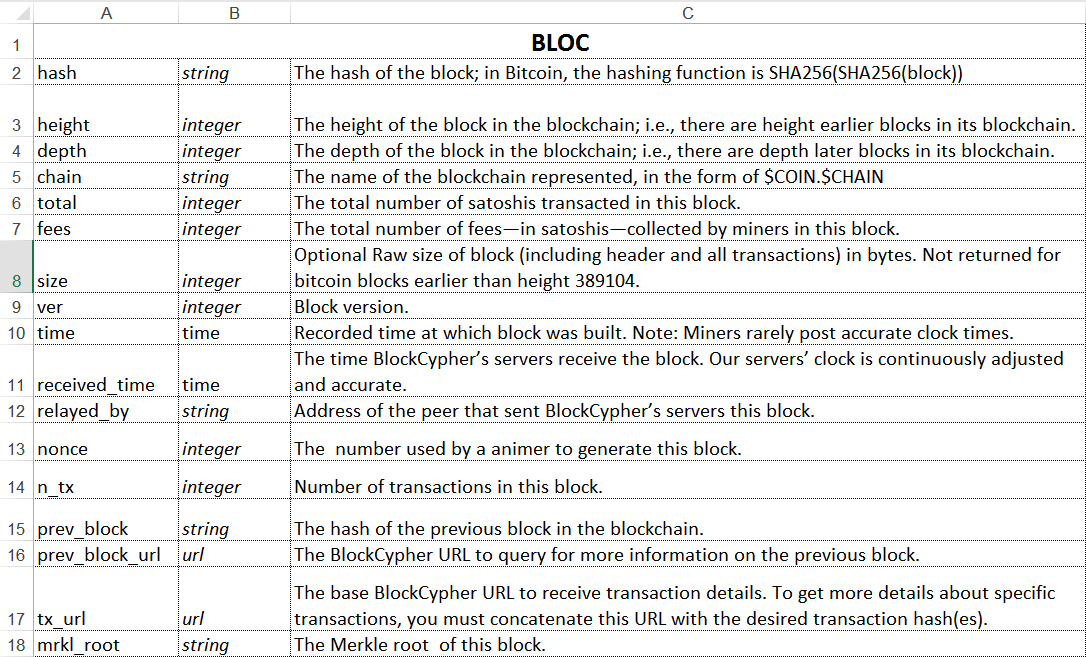 A B C
1 BLOC
2 hash string The hash of the block; in Bitcoin, the hashing function is SHA256(SHA256(block))
3 height integer The height of the block in the blockchain; i.e., there are height earlier blocks in its blockchain.
4 depth integer The depth of the block in the blockchain; i.e., there are depth later blocks in its blockchain.
5 chain string The name of the blockchain represented, in the form of $COIN.$CHAIN
6 total integer The total number of satoshis transacted in this block.
7 fees integer The total number of fees—in satoshis—collected by miners in this block.
Optional Raw size of block (including header and all transactions) in bytes. Not returned for
8 size integer bitcoin blocks earlier than height 389104.
9 ver integer Block version.
10 time time Recorded time at which block was built. Note: Miners rarely post accurate clock times.
The time BlockCypher’s servers receive the block. Our servers’ clock is continuously adjusted
11 received_time time and accurate.
12 relayed_by string Address of the peer that sent BlockCypher’s servers this block.
13 nonce integer The  number used by a animer to generate this block.
14 n_tx integer Number of transactions in this block.
15 prev_block string The hash of the previous block in the blockchain.
16 prev_block_url url The BlockCypher URL to query for more information on the previous block.
The base BlockCypher URL to receive transaction details. To get more details about specific
17 tx_url url transactions, you must concatenate this URL with the desired transaction hash(es).
18 mrkl_root string The Merkle root  of this block.